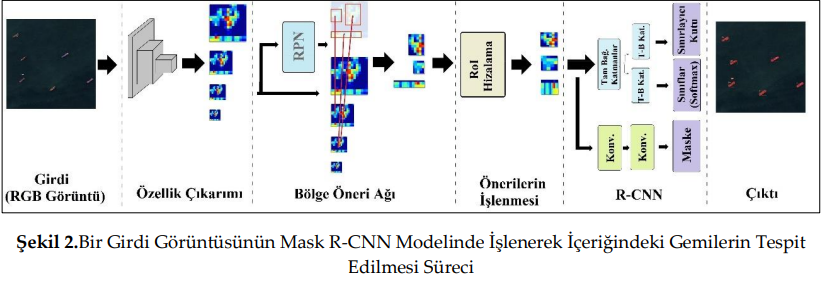 RPN
RoI
Hizalama
Tam Bağ.
Katmanlar
T-B Kat.
T-B Kat.
Sınırlayıcı
Kutu
Sınıflar
(Softmax)
Konv.
Konv.
Maske
Girdi
(RGB Görüntü)
Özellik Çıkarımı
Bölge Öneri Ağı
Önerilerin
İşlenmesi
R-CNN
Çıktı
Şekil 2.Bir Girdi Görüntüsünün Mask R-CNN Modelinde İşlenerek İçeriğindeki Gemilerin Tespit
Edilmesi Süreci